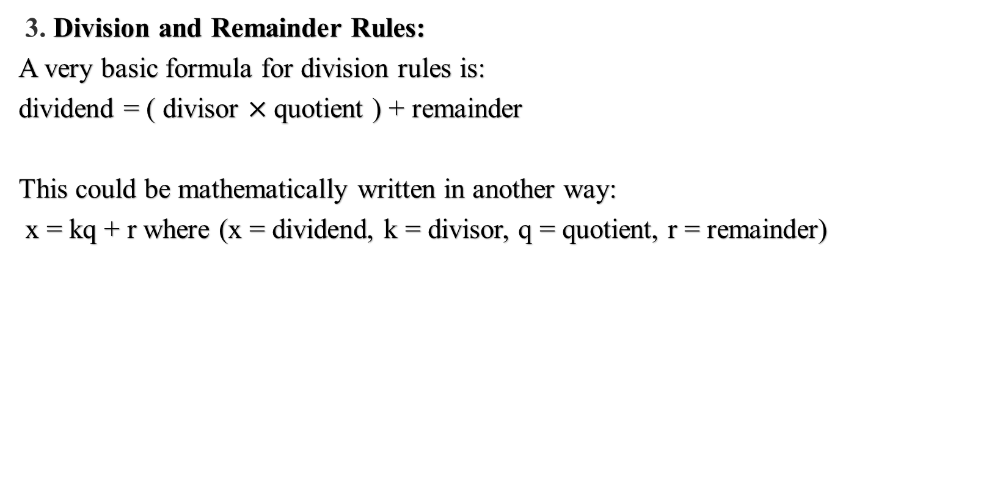 3. Division and Remainder Rules:
A very basic formula for division rules is:
dividend = ( divisor × quotient ) + remainder
This could be mathematically written in another way:
x = kq + r where (x = dividend, k = divisor, q = quotient, r = remainder)